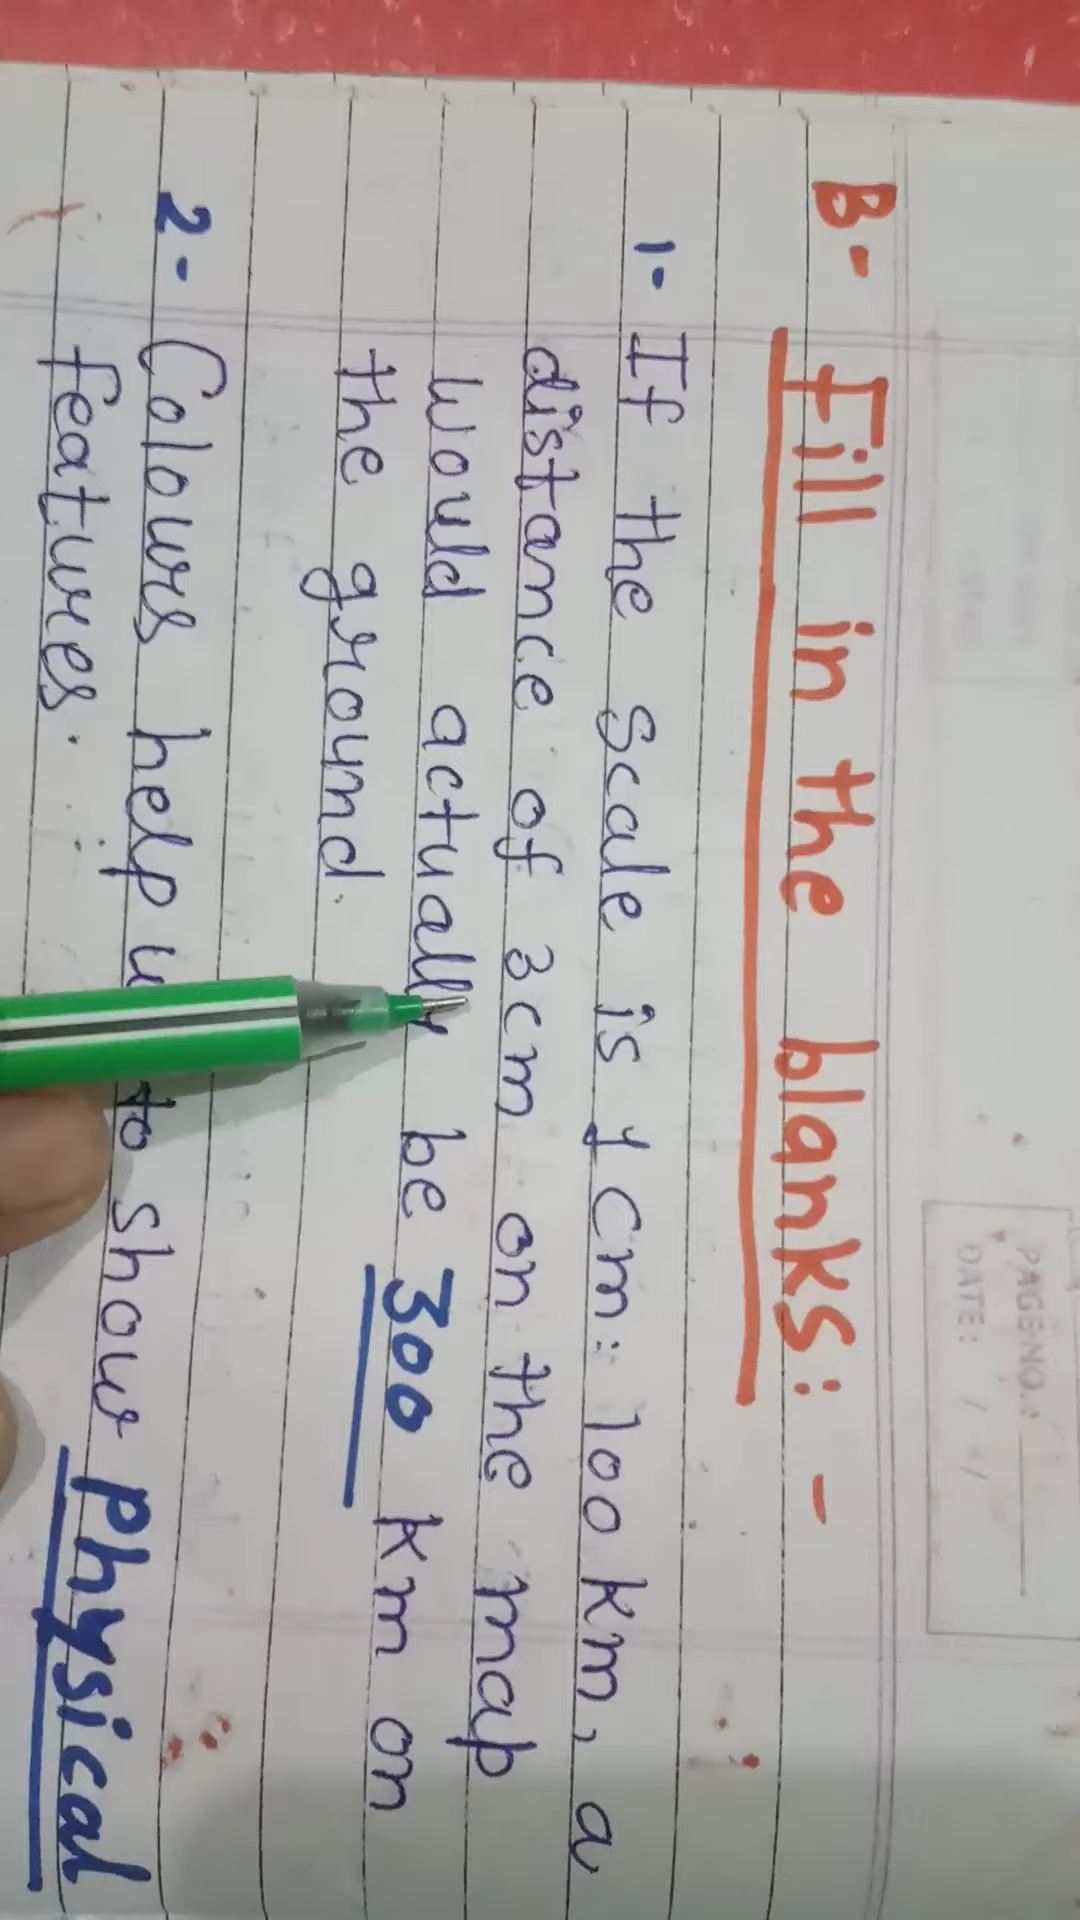 PAGE NO.:
DATE: / /
B- Fill in the blanks:-
1- If the scale is 1 cm: 100 km, a
distance of 3cm on the map
would actually be 300 km on
the ground.
2- Colours help to show Physical
features.